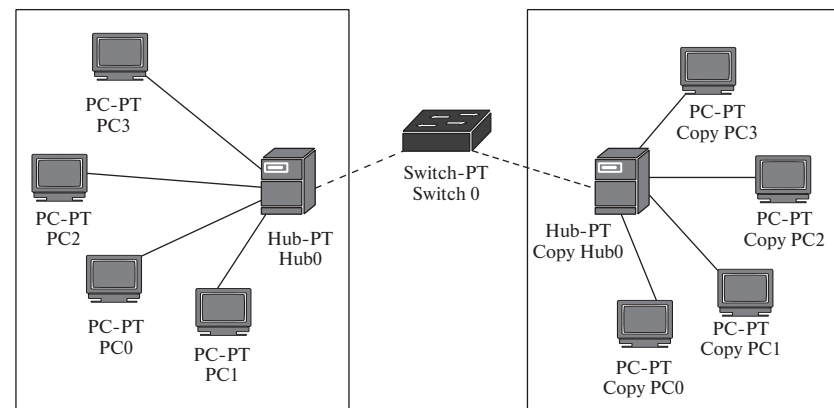 PC-PT
PC3
PC-PT
PC2
PC-PT
PC0
PC-PT
PC1
Hub-PT
Hub0
Switch-PT
Switch 0
Hub-PT
Copy Hub0
PC-PT
Copy PC3
PC-PT
Copy PC2
PC-PT
Copy PC1
PC-PT
Copy PC0